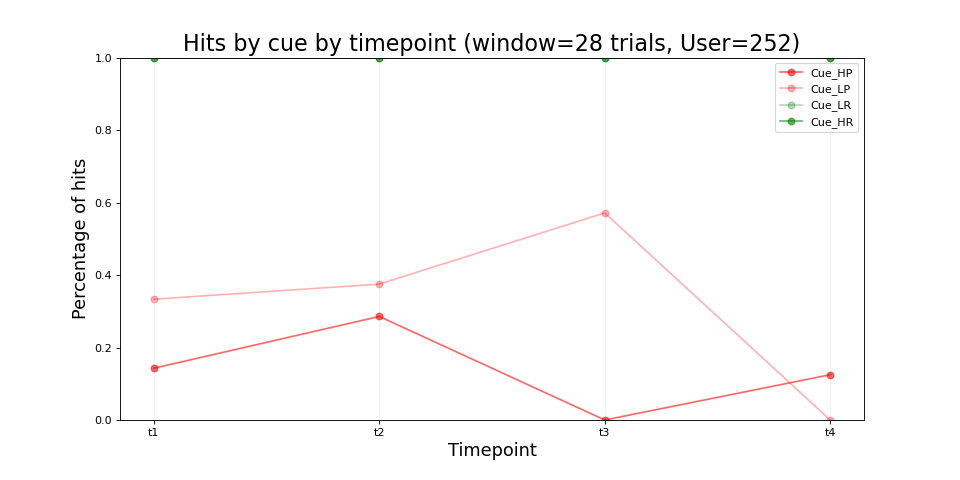 Hits by cue by timepoint (window=28 trials, User=252)
Percentage of hits
1.0
0.8
0.6
0.4
0.2
0.0
Cue_HP
Cue_LP
Cue_LR
Cue_HR
t1 t2 t3 t4
Timepoint